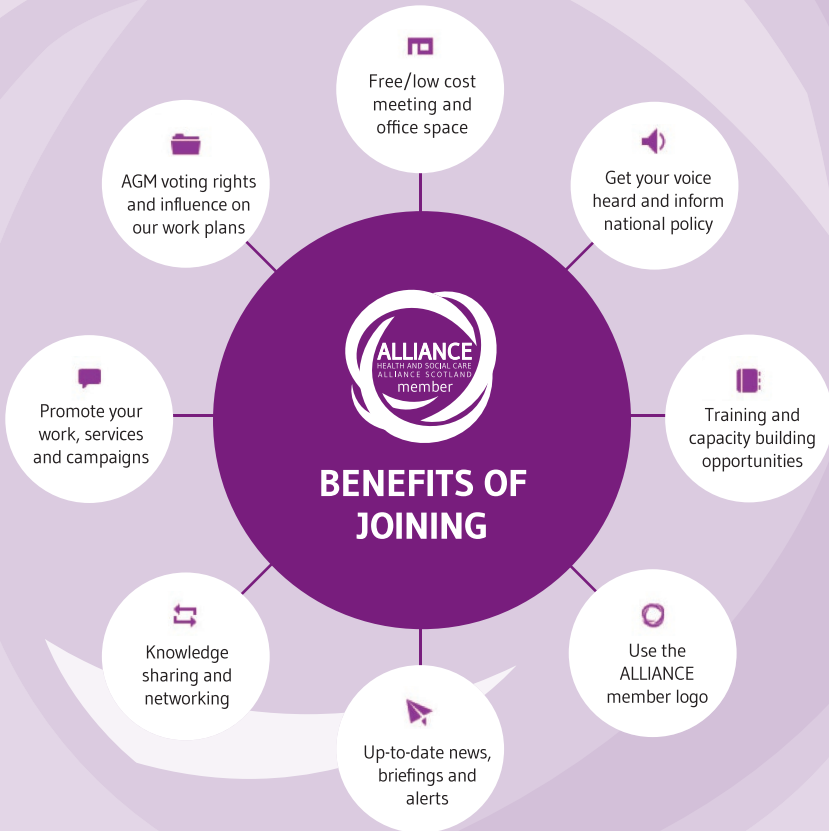 Free/low cost
meeting and
office space
Get your voice
heard and inform
national policy
Training and
capacity building
opportunities
Use the
ALLIANCE
member logo
Up-to-date news,
briefings and
alerts
Knowledge
sharing and
networking
Promote your
work, services
and campaigns
AGM voting rights
and influence on
our work plans
ALLIANCE
HEALTH AND SOCIAL CARE
ALLIANCE SCOTLAND
member
BENEFITS OF
JOINING